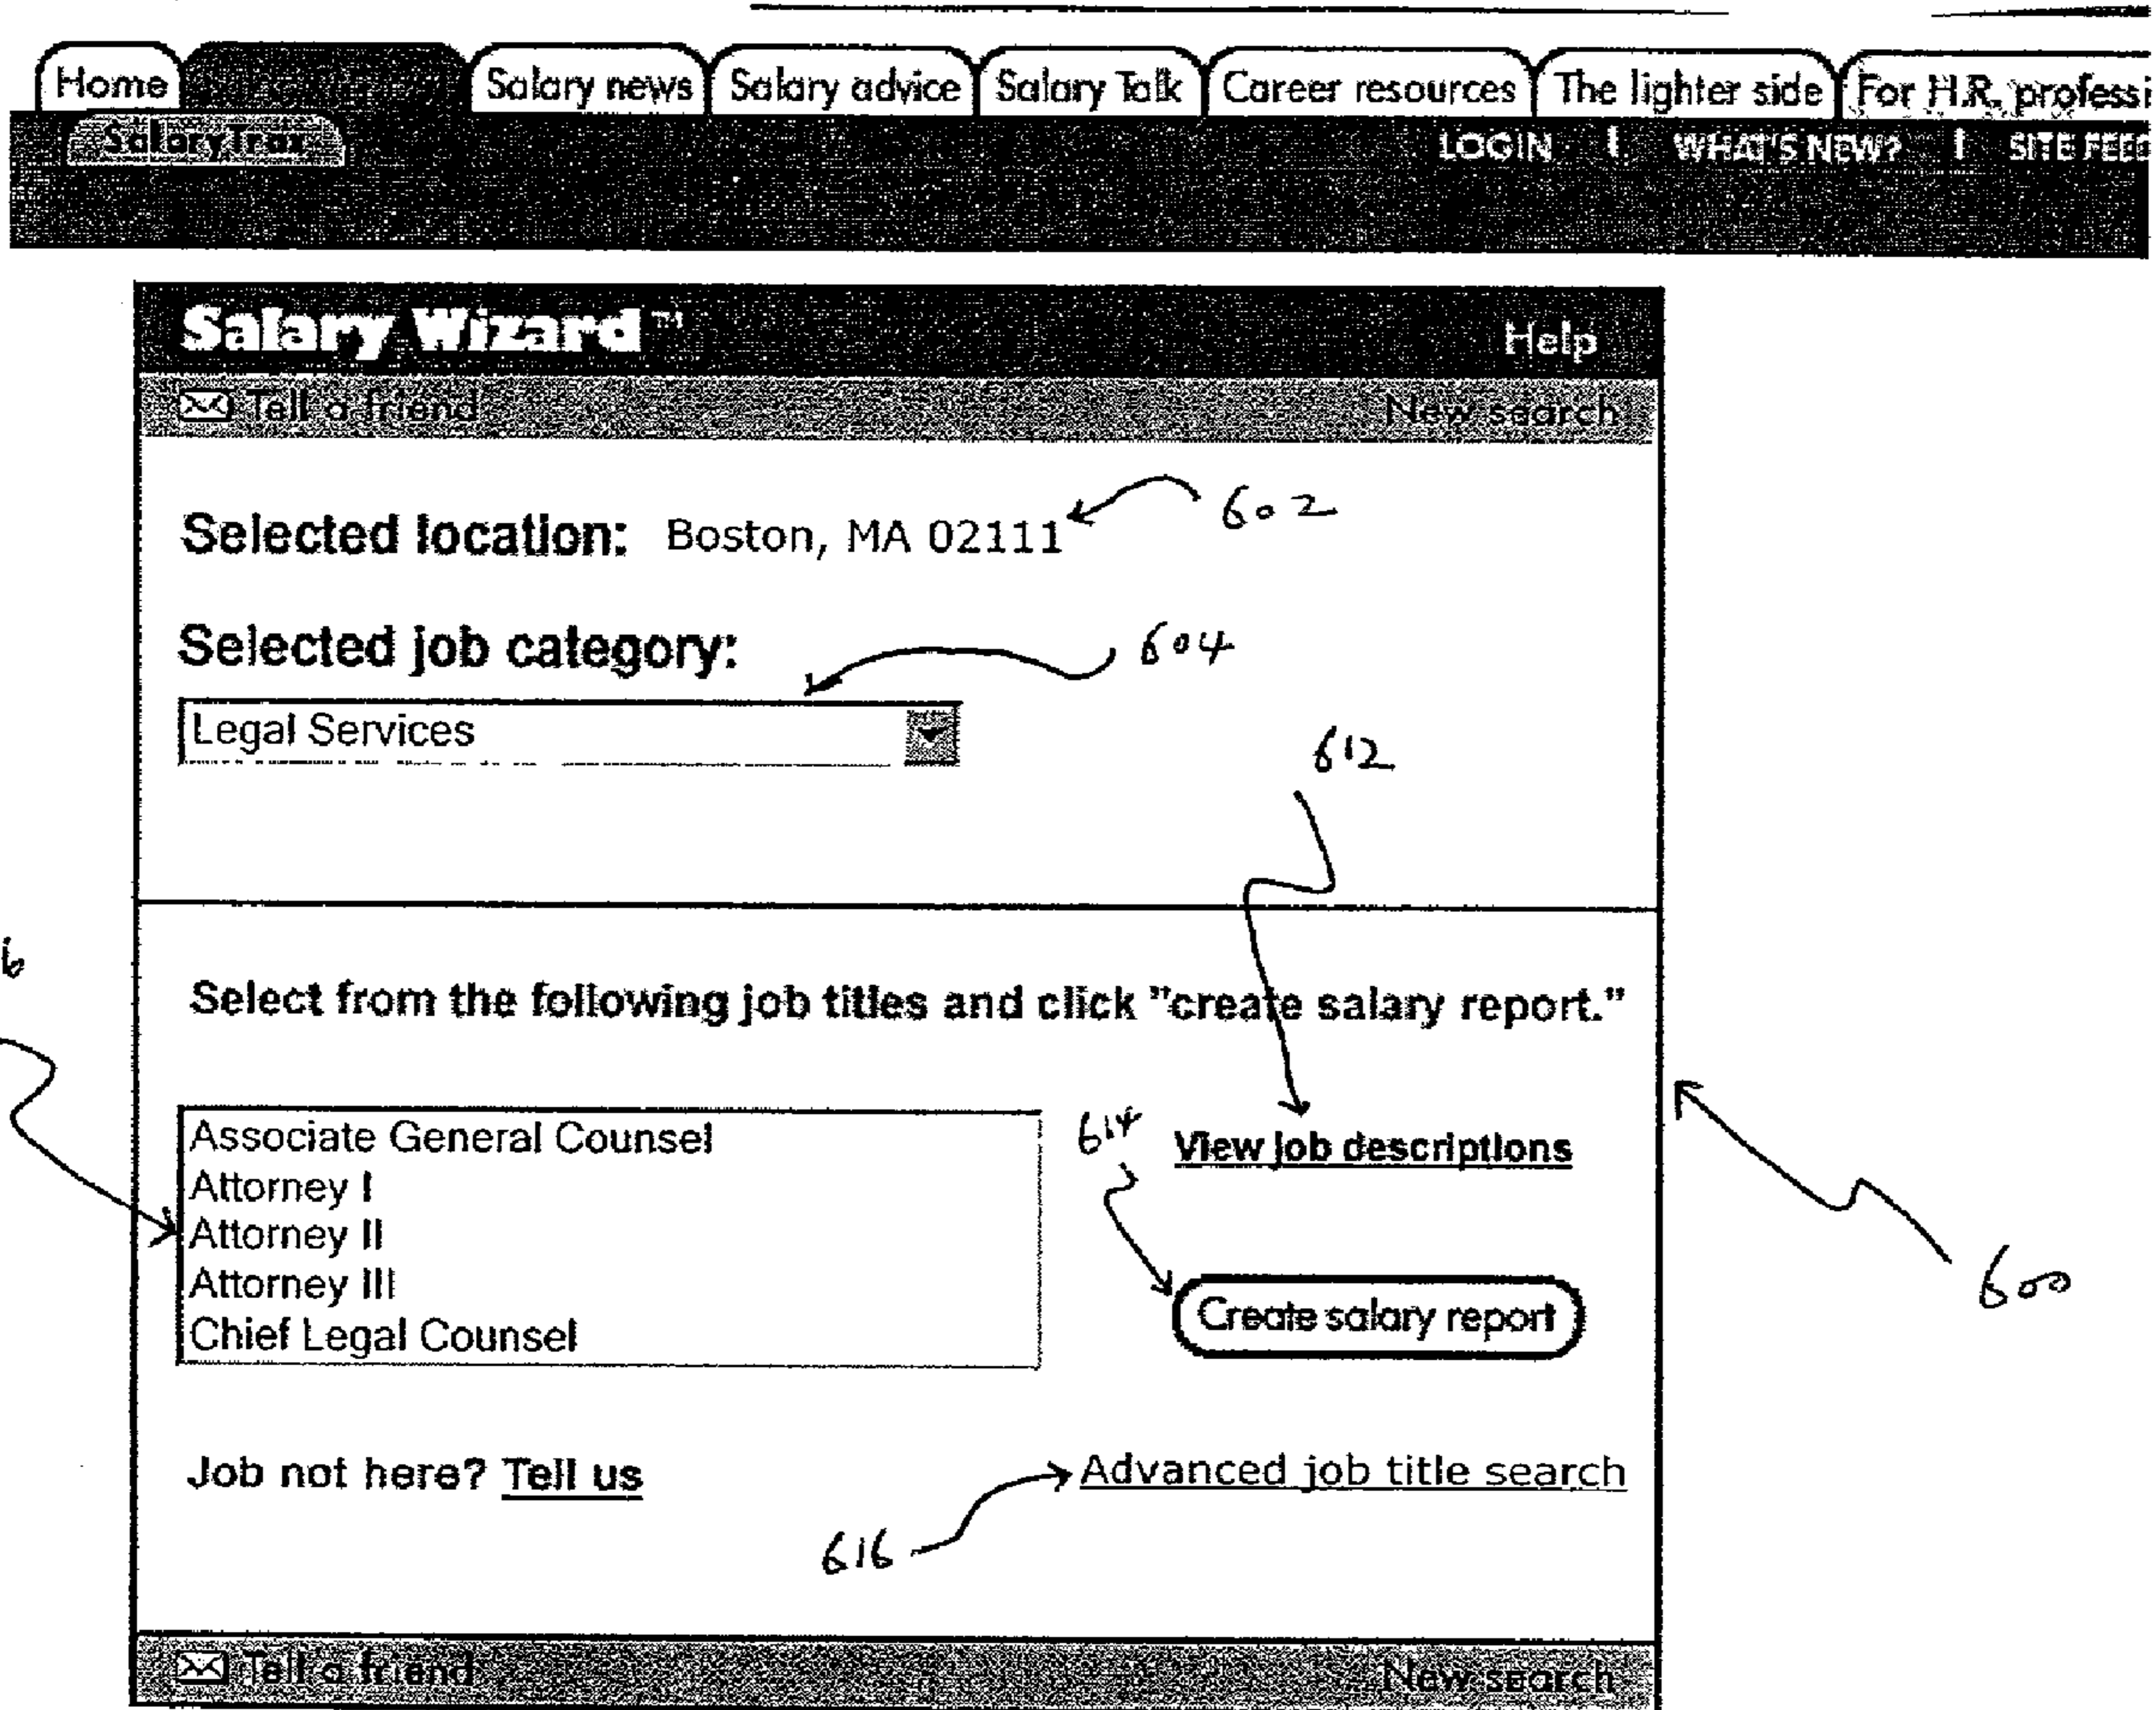 Home Salary news Salary advice Salary Talk Career resources The lighter side For H.R. professi
SalaryTrax LOGIN | WHAT'S NEW? | SITE FEE
Salary Wizard™ Help
Tell a friend New search
Selected location: Boston, MA 02111 602
Selected job category: 604
Legal Services
612
6
Select from the following job titles and click "create salary report."
Associate General Counsel
614 View job descriptions
Attorney I
Attorney II
Attorney III
600
Create salary report
Chief Legal Counsel
Job not here? Tell us Advanced job title search
616
Tell a friend New search